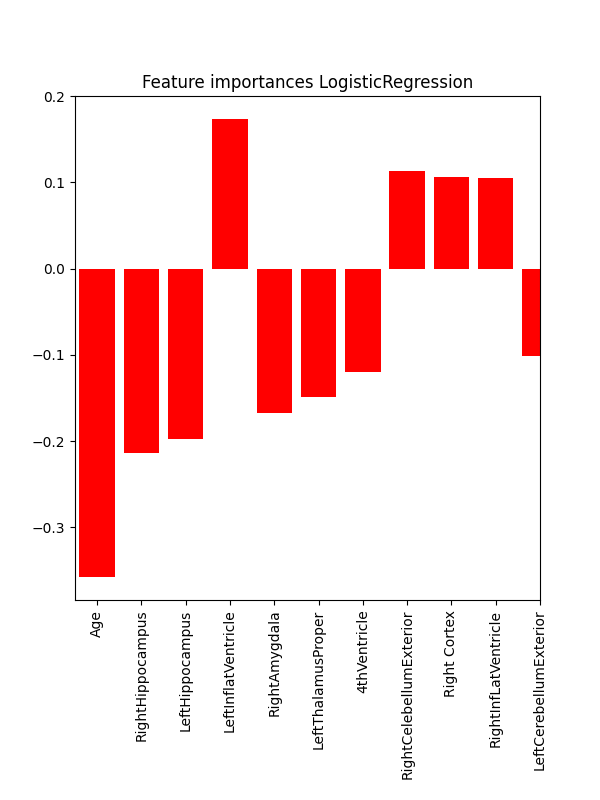 Feature importances LogisticRegression
0.2
0.1
0.0
−0.1
−0.2
−0.3
Age
RightHippocampus
LeftHippocampus
LeftInflatVentricle
RightAmygdala
LeftThalamusProper
4thVentricle
RightCelebellumExterior
Right Cortex
RightInfLatVentricle
LeftCerebellumExterior